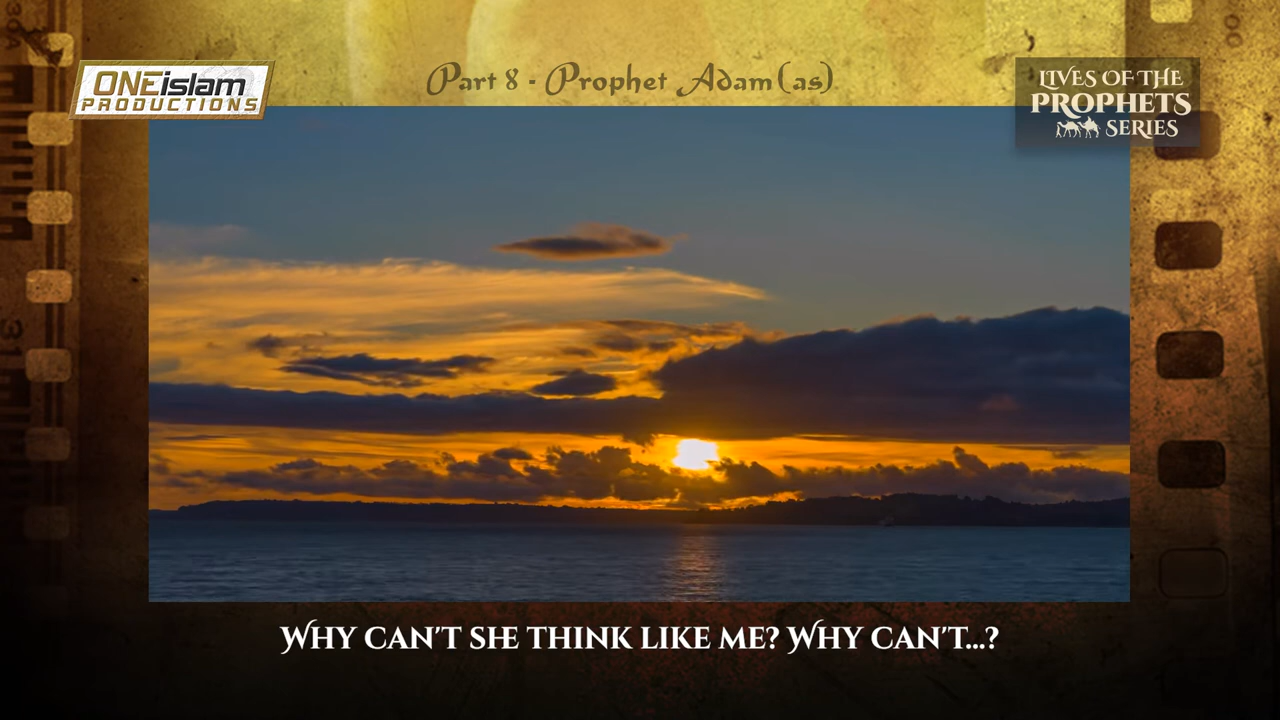 Part 8 - Prophet Adam (as)
ONEislam
PRODUCTIONS
LIVES OF THE
PROPHETS
SERIES
WHY CAN'T SHE THINK LIKE ME? WHY CAN'T...?